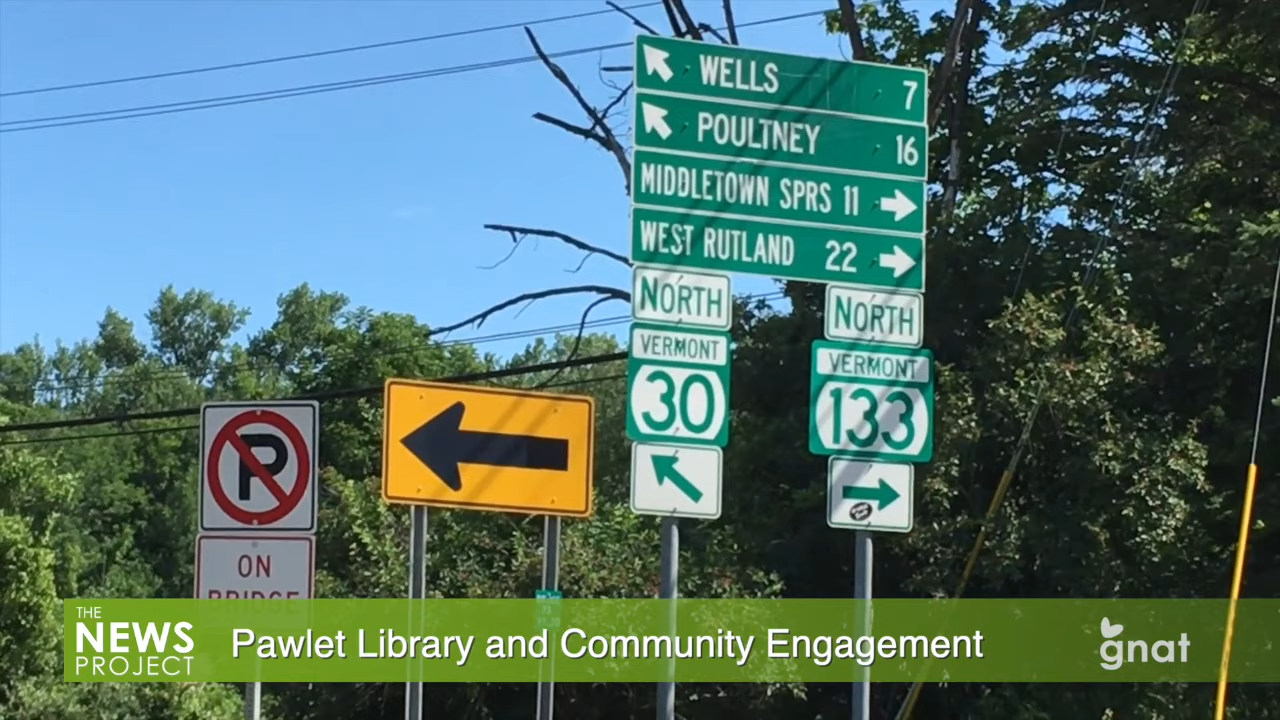 WELLS 7
POULTNEY 16
MIDDLETOWN SPRS 11
WEST RUTLAND 22
NORTH
VERMONT
30
NORTH
VERMONT
133
P
ON
BRIDGE
THE
NEWS
PROJECT
Pawlet Library and Community Engagement
gnat